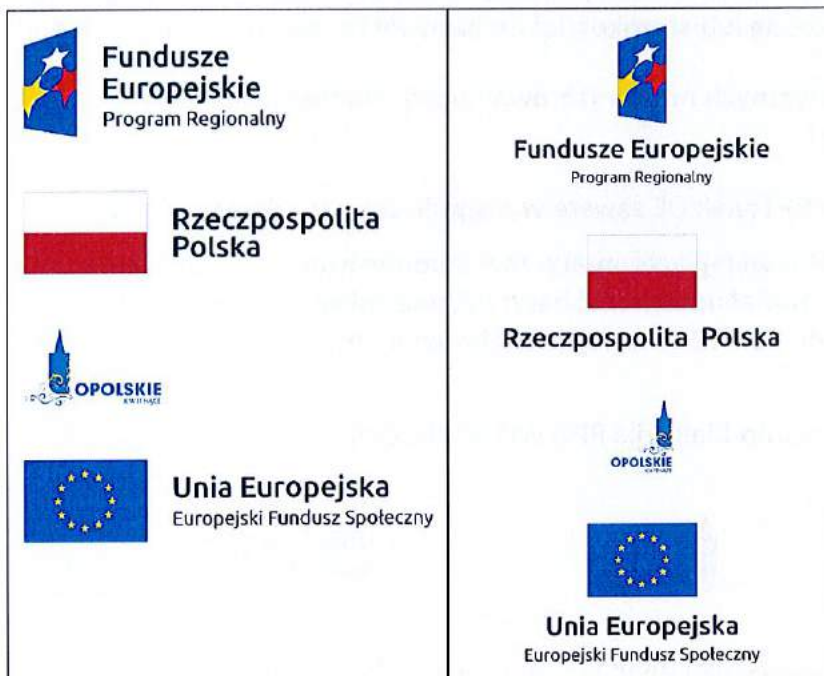 Fundusze
Europejskie
Program Regionalny
Rzeczpospolita
Polska
OPOLSKIE
KWITNĄCE
Unia Europejska
Europejski Fundusz Społeczny
Fundusze Europejskie
Program Regionalny
Rzeczpospolita Polska
OPOLSKIE
Unia Europejska
Europejski Fundusz Społeczny